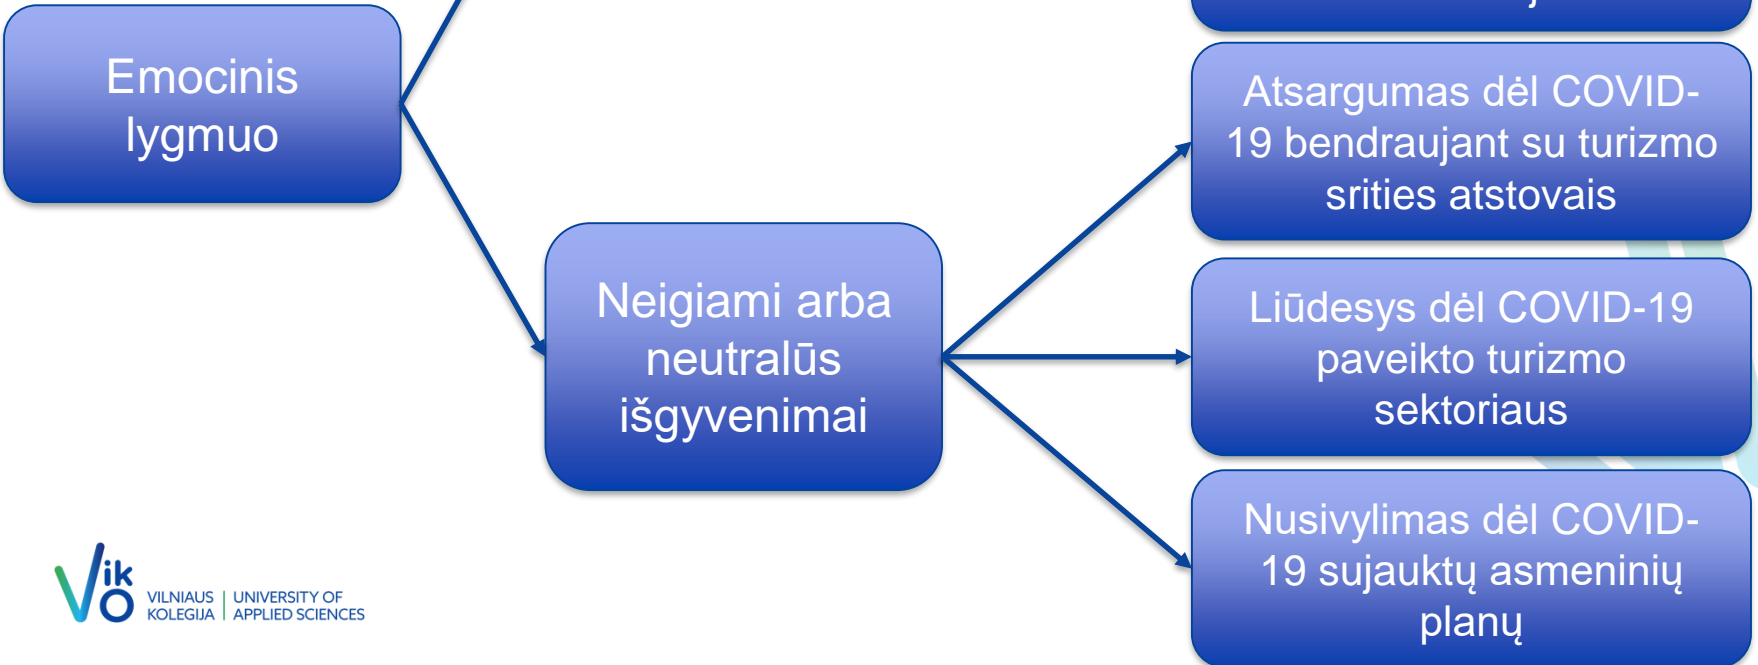 Emocinis
lygmuo
Neigiami arba
neutralūs
išgyvenimai
Atsargumas dėl COVID-
19 bendraujant su turizmo
srities atstovais
Liūdesys dėl COVID-19
paveikto turizmo
sektoriaus
Nusivylimas dėl COVID-
19 sujauktų asmeninių
planų
Vik
O
VILNIAUS | UNIVERSITY OF
KOLEGIJA | APPLIED SCIENCES